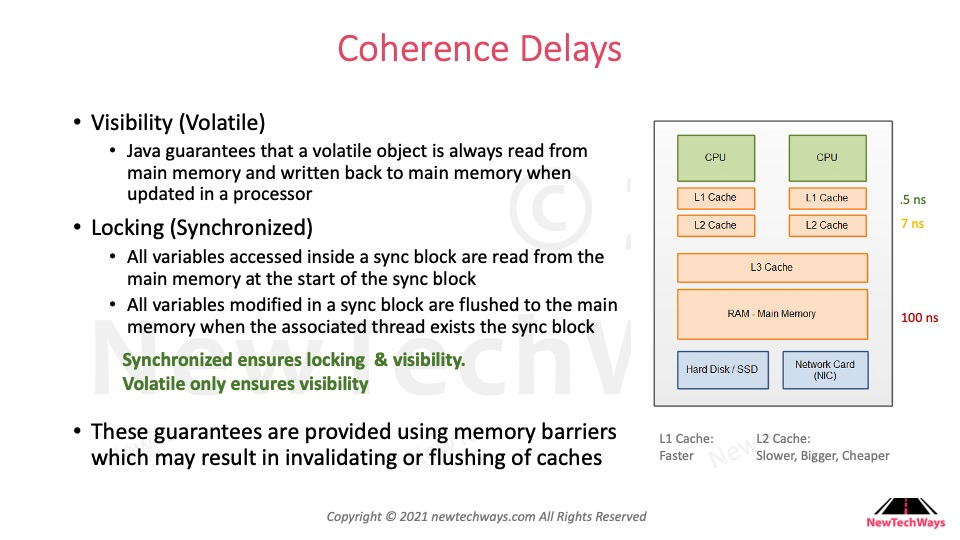 Coherence Delays
• Visibility (Volatile)
• Java guarantees that a volatile object is always read from
main memory and written back to main memory when
updated in a processor
• Locking (Synchronized)
• All variables accessed inside a sync block are read from the
main memory at the start of the sync block
• All variables modified in a sync block are flushed to the main
memory when the associated thread exists the sync block
Synchronized ensures locking & visibility.
Volatile only ensures visibility
• These guarantees are provided using memory barriers
which may result in invalidating or flushing of caches
CPU CPU
L1 Cache L1 Cache .5 ns
L2 Cache L2 Cache 7 ns
L3 Cache
RAM - Main Memory 100 ns
Hard Disk / SSD Network Card
(NIC)
L1 Cache: L2 Cache:
Faster Slower, Bigger, Cheaper
Copyright © 2021 newtechways.com All Rights Reserved
NewTechWays